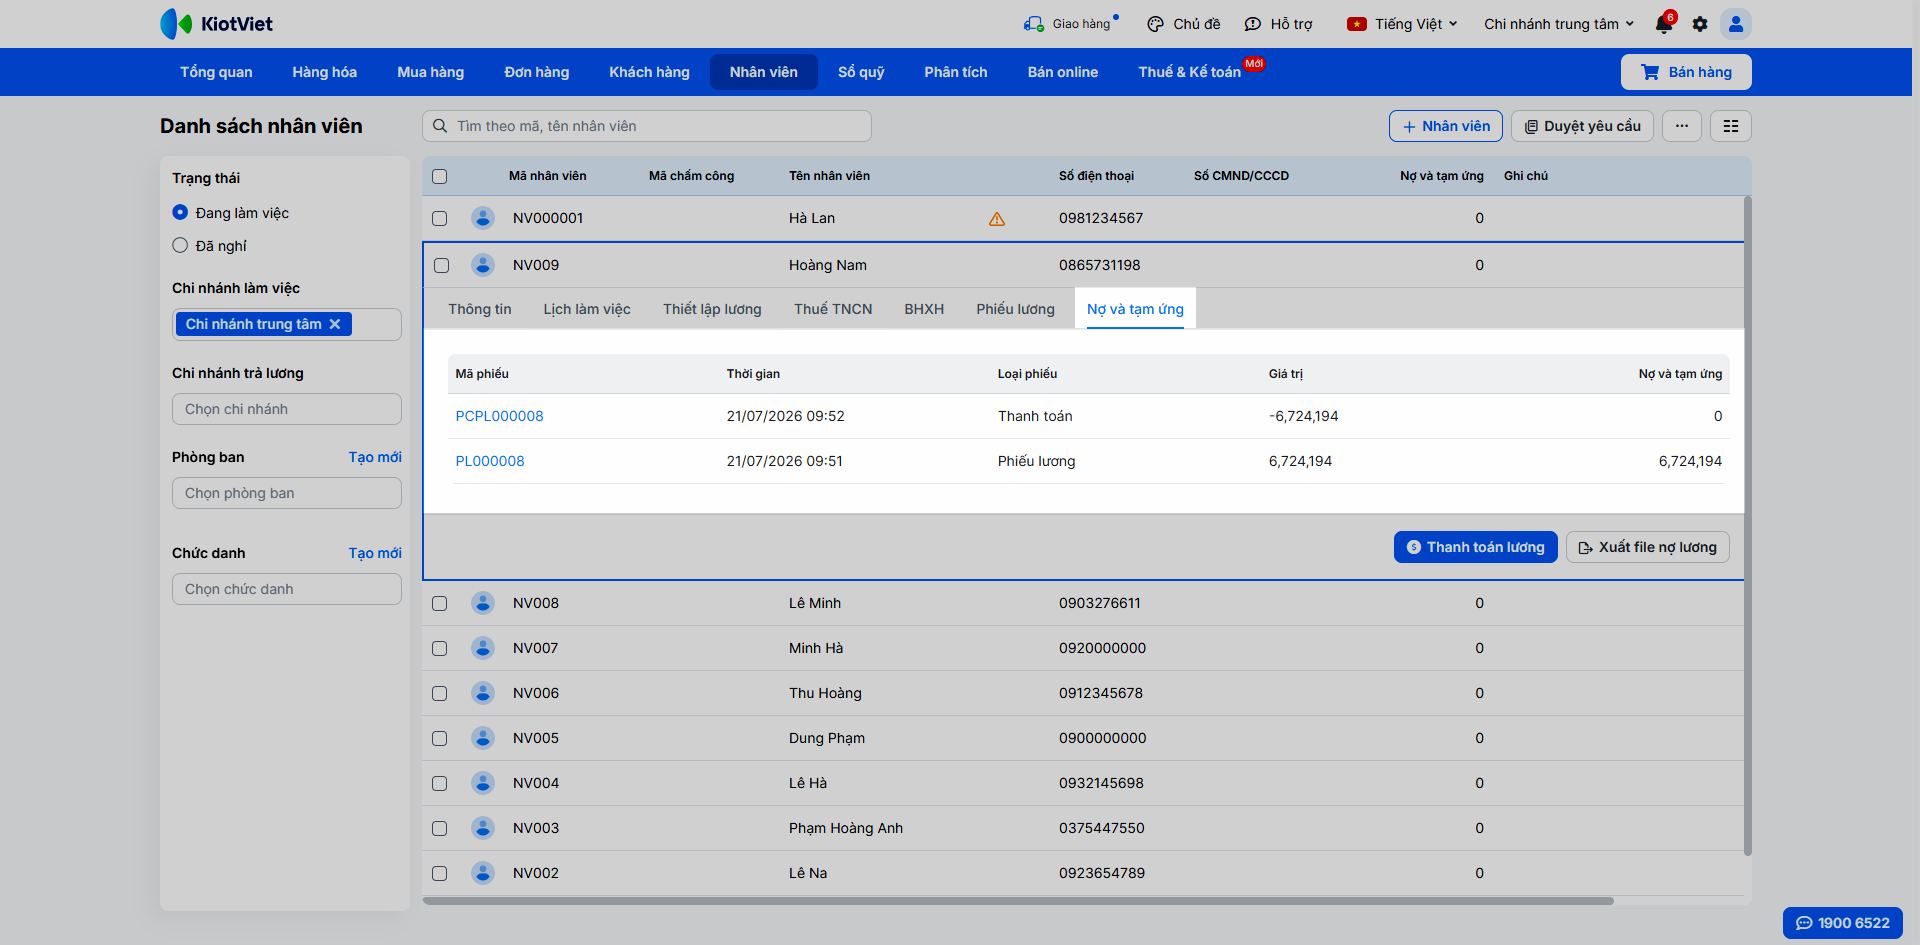 KiotViet
Giao hàng
Chủ đề
Hỗ trợ
Tiếng Việt
Chi nhánh trung tâm
6
Tổng quan
Hàng hóa
Mua hàng
Đơn hàng
Khách hàng
Nhân viên
Sổ quỹ
Phân tích
Bán online
Thuế & Kế toán
Mới
Bán hàng
Danh sách nhân viên
Tìm theo mã, tên nhân viên
Nhân viên
Duyệt yêu cầu
Trạng thái
Đang làm việc
Đã nghỉ
Chi nhánh làm việc
Chi nhánh trung tâm
Chi nhánh trả lương
Chọn chi nhánh
Phòng ban Tạo mới
Chọn phòng ban
Chức danh Tạo mới
Chọn chức danh
Mã nhân viên Mã chấm công Tên nhân viên Số điện thoại Số CMND/CCCD Nợ và tạm ứng Ghi chú
NV000001 Hà Lan 0981234567 0
NV009 Hoàng Nam 0865731198 0
Thông tin Lịch làm việc Thiết lập lương Thuế TNCN BHXH Phiếu lương Nợ và tạm ứng
Mã phiếu Thời gian Loại phiếu Giá trị Nợ và tạm ứng
PCPL000008 21/07/2026 09:52 Thanh toán -6,724,194 0
PL000008 21/07/2026 09:51 Phiếu lương 6,724,194 6,724,194
Thanh toán lương
Xuất file nợ lương
NV008 Lê Minh 0903276611 0
NV007 Minh Hà 0920000000 0
NV006 Thu Hoàng 0912345678 0
NV005 Dung Phạm 0900000000 0
NV004 Lê Hà 0932145698 0
NV003 Phạm Hoàng Anh 0375447550 0
NV002 Lê Na 0923654789 0
1900 6522